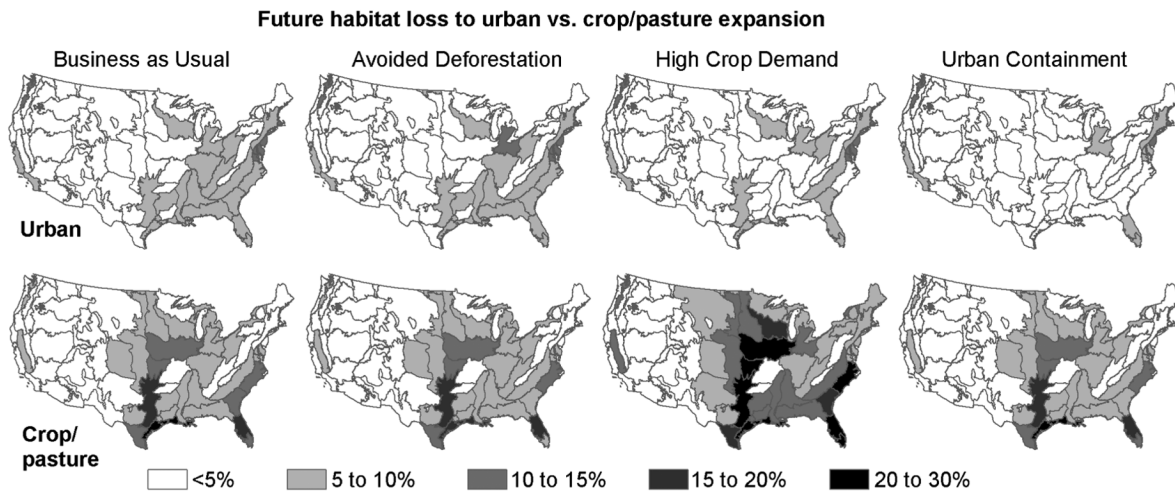 Future habitat loss to urban vs. crop/pasture expansion
Business as Usual
Avoided Deforestation
High Crop Demand
Urban Containment
Urban
Crop/
pasture
<5%
5 to 10%
10 to 15%
15 to 20%
20 to 30%